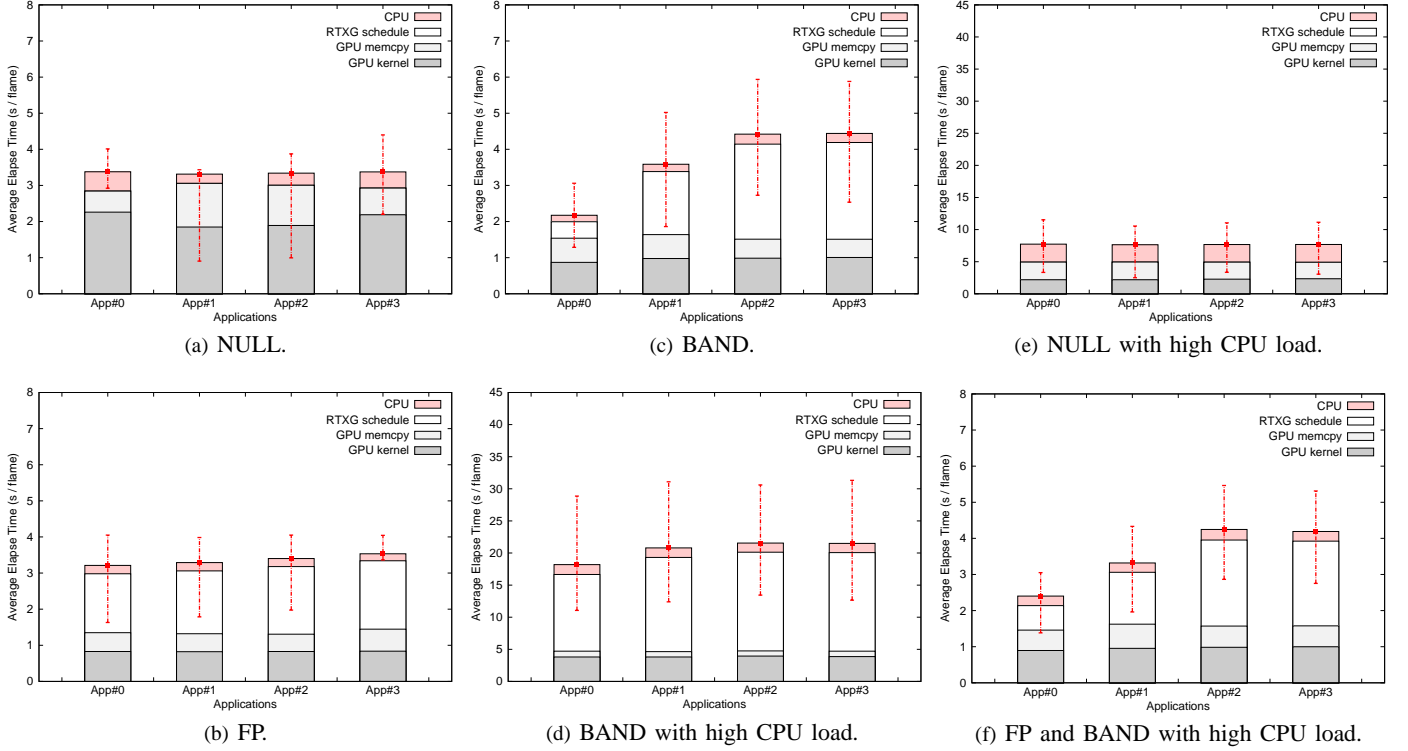 8
7
6
5
4
3
2
1
0
Average Elapse Time (s / flame)
CPU
RTXG schedule
GPU memcpy
GPU kernel
App#0 App#1 App#2 App#3
Applications
(a) NULL.
8
7
6
5
4
3
2
1
0
Average Elapse Time (s / flame)
CPU
RTXG schedule
GPU memcpy
GPU kernel
App#0 App#1 App#2 App#3
Applications
(c) BAND.
45
40
35
30
25
20
15
10
5
0
Average Elapse Time (s / flame)
CPU
RTXG schedule
GPU memcpy
GPU kernel
App#0 App#1 App#2 App#3
Applications
(e) NULL with high CPU load.
8
7
6
5
4
3
2
1
0
Average Elapse Time (s / flame)
CPU
RTXG schedule
GPU memcpy
GPU kernel
App#0 App#1 App#2 App#3
Applications
(b) FP.
45
40
35
30
25
20
15
10
5
0
Average Elapse Time (s / flame)
CPU
RTXG schedule
GPU memcpy
GPU kernel
App#0 App#1 App#2 App#3
Applications
(d) BAND with high CPU load.
8
7
6
5
4
3
2
1
0
Average Elapse Time (s / flame)
CPU
RTXG schedule
GPU memcpy
GPU kernel
App#0 App#1 App#2 App#3
Applications
(f) FP and BAND with high CPU load.